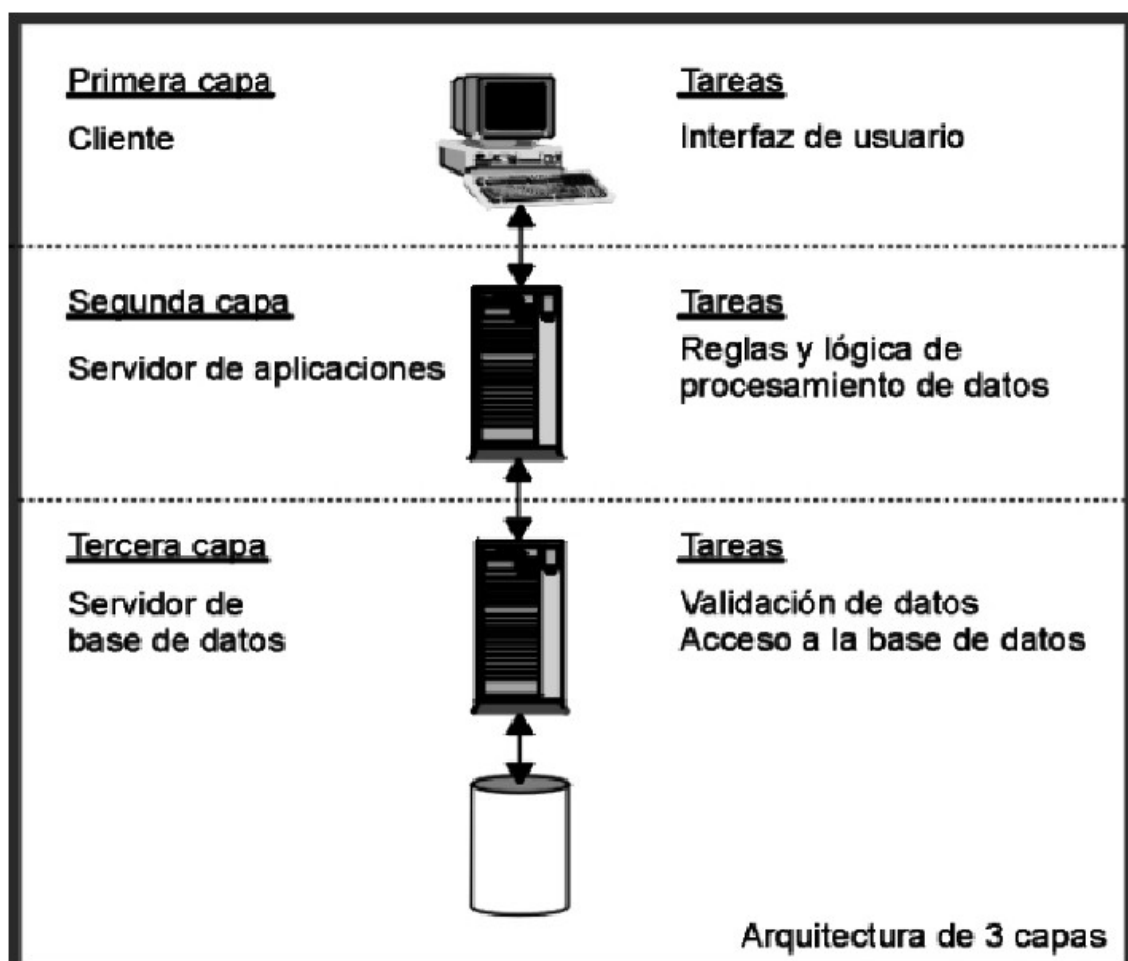 Primera capa
Cliente
Tareas
Interfaz de usuario
Segunda capa
Servidor de aplicaciones
Tareas
Reglas y lógica de
procesamiento de datos
Tercera capa
Servidor de
base de datos
Tareas
Validación de datos
Acceso a la base de datos
Arquitectura de 3 capas